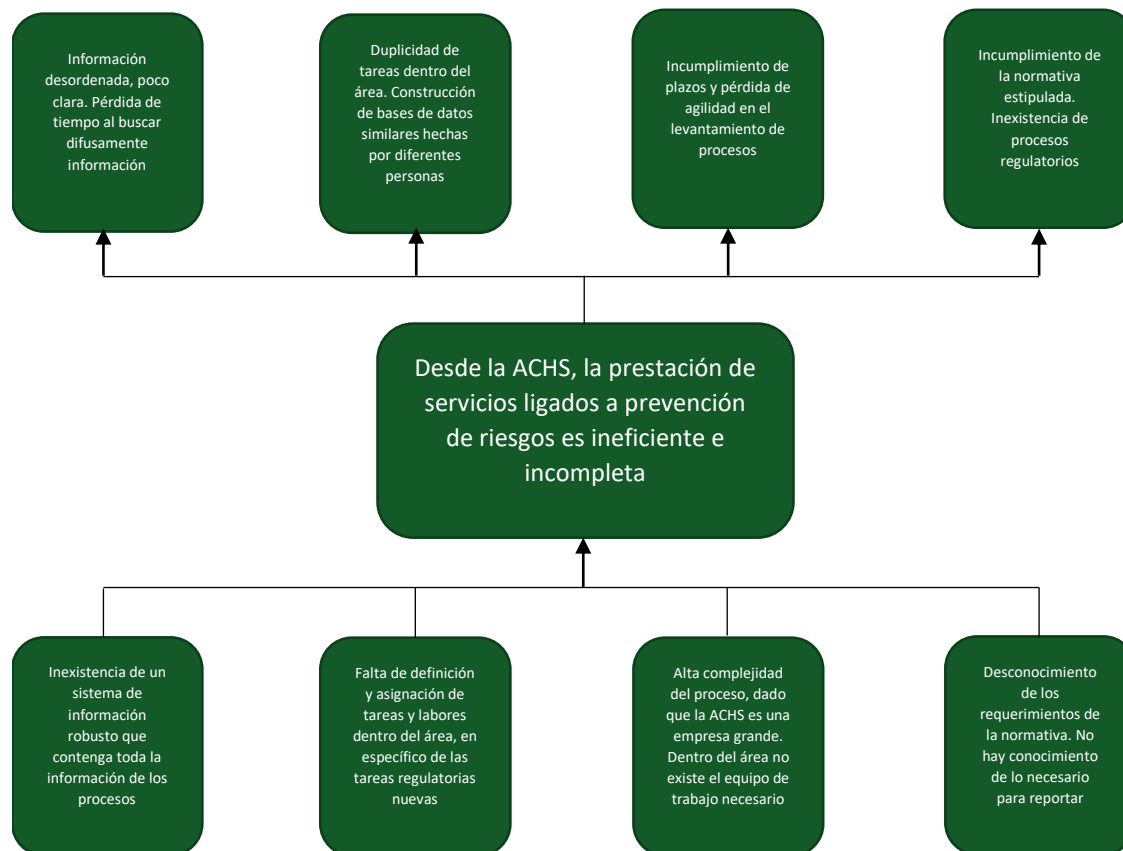 Información
desordenada, poco
clara. Pérdida de
tiempo al buscar
difusamente
información
Duplicidad de
tareas dentro del
área. Construcción
de bases de datos
similares hechas
por diferentes
personas
Incumplimiento de
plazos y pérdida de
agilidad en el
levantamiento de
procesos
Incumplimiento de
la normativa
estipulada.
Inexistencia de
procesos
regulatorios
Desde la ACHS, la prestación de
servicios ligados a prevención
de riesgos es ineficiente e
incompleta
Inexistencia de un
sistema de
información
robusto que
contenga toda la
información de los
procesos
Falta de definición
y asignación de
tareas y labores
dentro del área, en
específico de las
tareas regulatorias
nuevas
Alta complejidad
del proceso, dado
que la ACHS es una
empresa grande.
Dentro del área no
existe el equipo de
trabajo necesario
Desconocimiento
de los
requerimientos de
la normativa. No
hay conocimiento
de lo necesario
para reportar